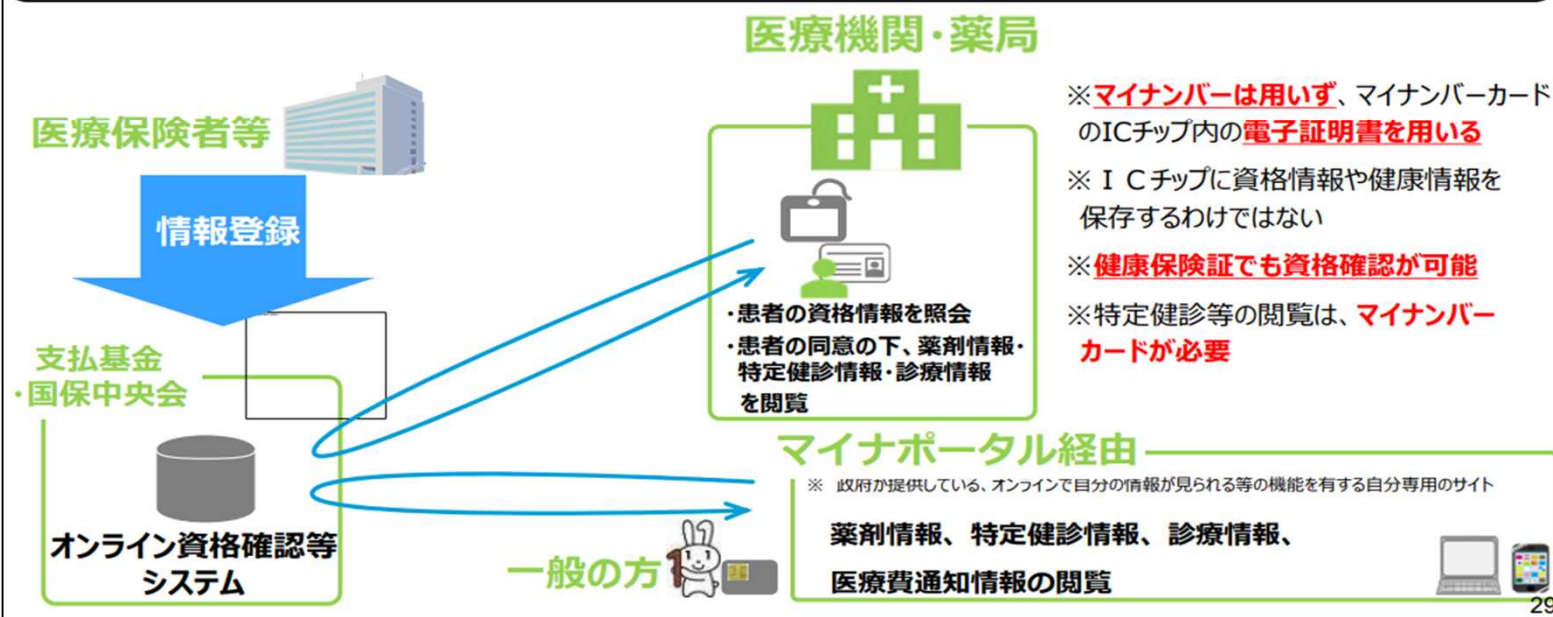 医療機関・薬局
医療保険者等
情報登録
支払基金
・国保中央会
オンライン資格確認等
システム
・患者の資格情報を照会
・患者の同意の下、薬剤情報・
特定健診情報・診療情報
を閲覧
※マイナンバーは用いず、マイナンバーカード
のICチップ内の電子証明書を用いる
※ＩＣチップに資格情報や健康情報を
保存するわけではない
※健康保険証でも資格確認が可能
※特定健診等の閲覧は、マイナンバー
カードが必要
マイナポータル経由
※ 政府が提供している、オンラインで自分の情報が見られる等の機能を有する自分専用のサイト
一般の方
薬剤情報、特定健診情報、診療情報、
医療費通知情報の閲覧
29